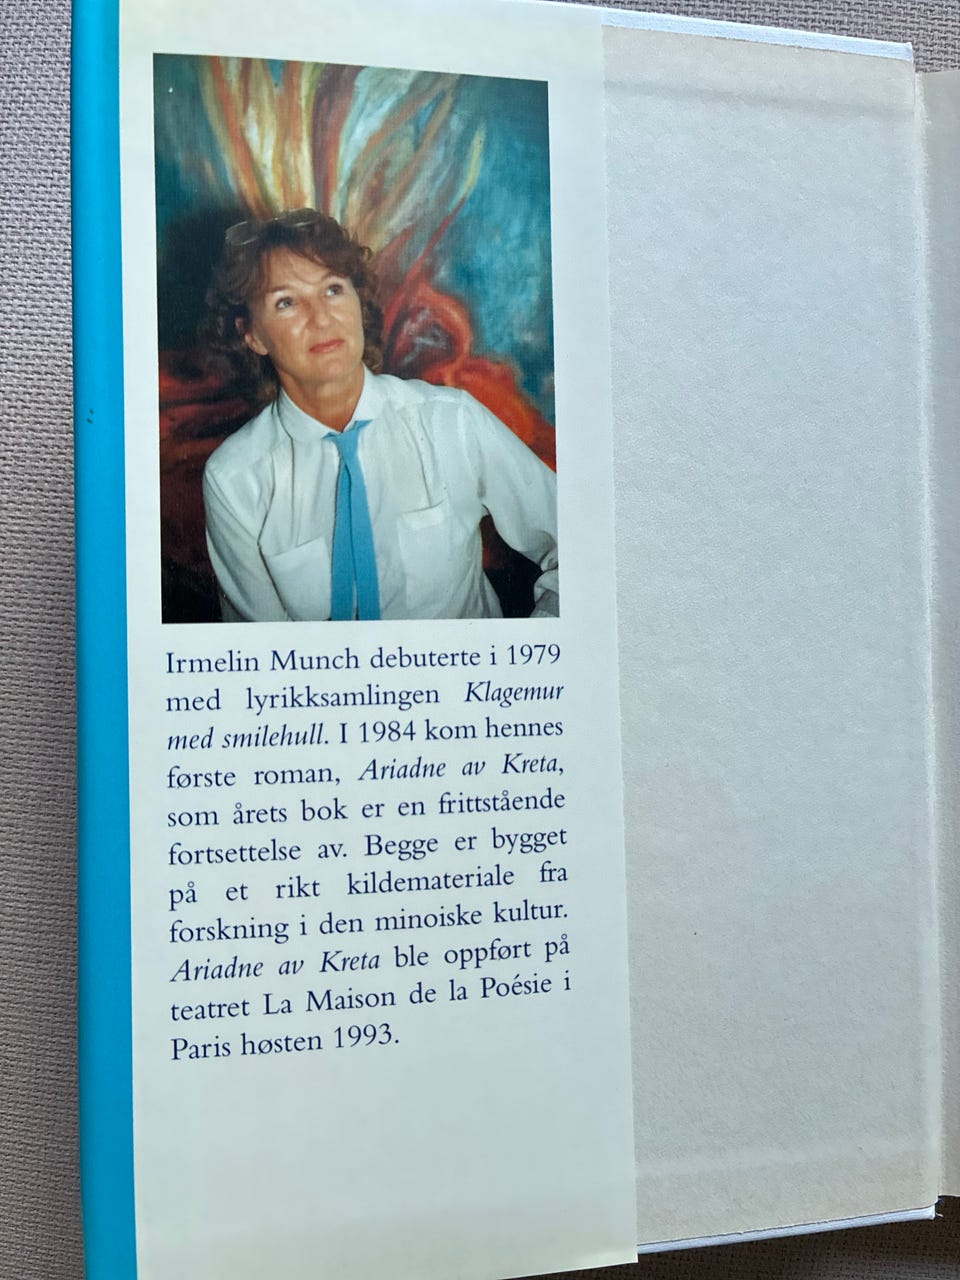 Irmelin Munch debuterte i 1979
med lyrikksamlingen Klagemur
med smilehull. I 1984 kom hennes
første roman, Ariadne av Kreta,
som årets bok er en frittstående
fortsettelse av. Begge er bygget
på et rikt kildemateriale fra
forskning i den minoiske kultur.
Ariadne av Kreta ble oppført på
teatret La Maison de la Poésie i
Paris høsten 1993.